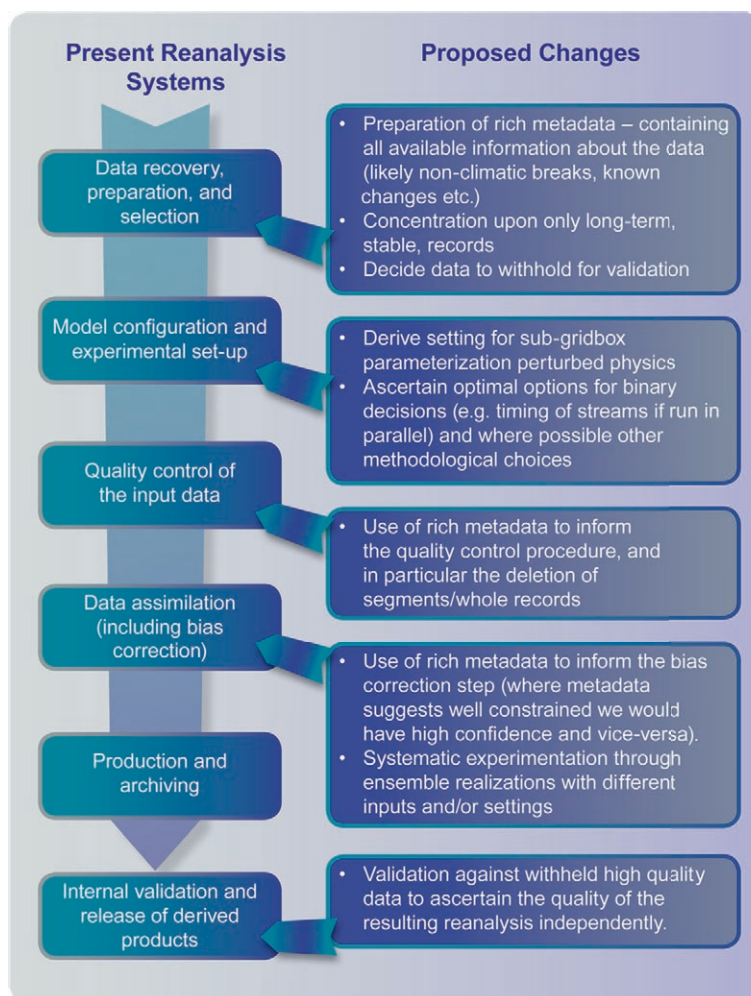 Present Reanalysis
Systems
Proposed Changes
Data recovery,
preparation, and
selection
• Preparation of rich metadata – containing
all available information about the data
(likely non-climatic breaks, known
changes etc.)
• Concentration upon only long-term,
stable, records
• Decide data to withhold for validation
Model configuration and
experimental set-up
• Derive setting for sub-gridbox
parameterization perturbed physics
• Ascertain optimal options for binary
decisions (e.g. timing of streams if run in
parallel) and where possible other
methodological choices
Quality control of
the input data
• Use of rich metadata to inform
the quality control procedure, and
in particular the deletion of
segments/whole records
Data assimilation
(including bias
correction)
• Use of rich metadata to inform the bias
correction step (where metadata
suggests well constrained we would
have high confidence and vice-versa).
• Systematic experimentation through
ensemble realizations with different
inputs and/or settings
Production and
archiving
Internal validation and
release of derived
products
• Validation against withheld high quality
data to ascertain the quality of the
resulting reanalysis independently.